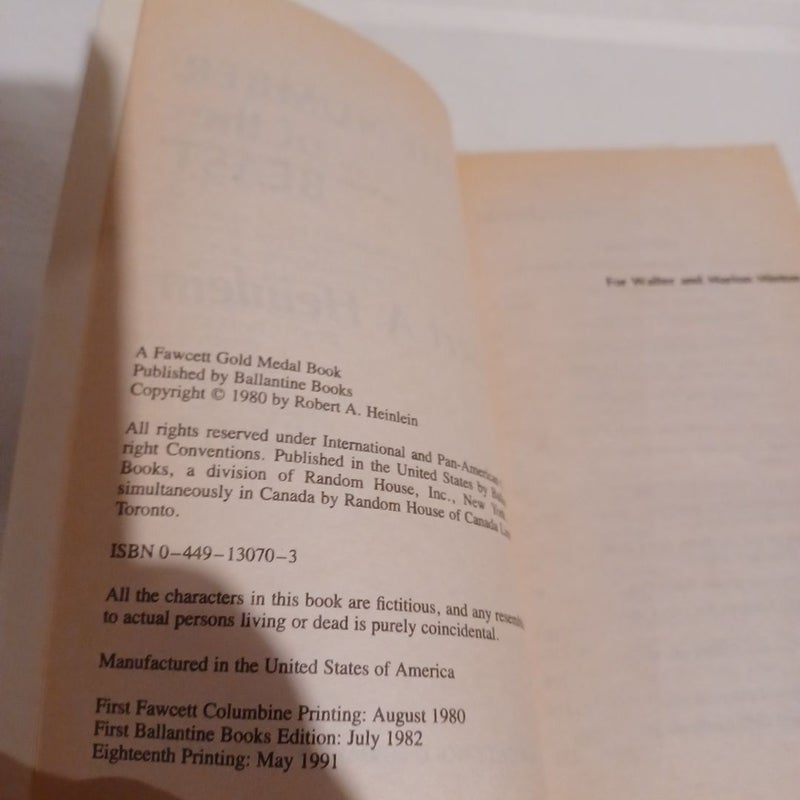 A Fawcett Gold Medal Book
Published by Ballantine Books
Copyright © 1980 by Robert A. Heinlein
All rights reserved under International and Pan-American
right Conventions. Published in the United States by
Books, a division of Random House, Inc., New York,
simultaneously in Canada by Random House of Canada
Toronto.
ISBN 0-449-13070-3
All the characters in this book are fictitious, and any
to actual persons living or dead is purely coincidental.
Manufactured in the United States of America
First Fawcett Columbine Printing: August 1980
First Ballantine Books Edition: July 1982
Eighteenth Printing: May 1991
For Walter and Marion